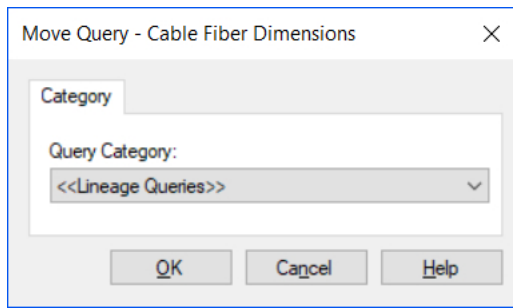 Move Query - Cable Fiber Dimensions
Category
Query Category:
<<Lineage Queries>>
OK
Cancel
Help